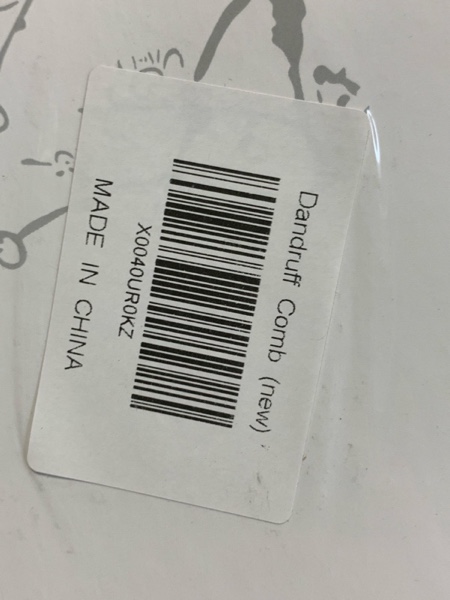 Dandruff Comb (new)
X0040UR0KZ
MADE IN CHINA